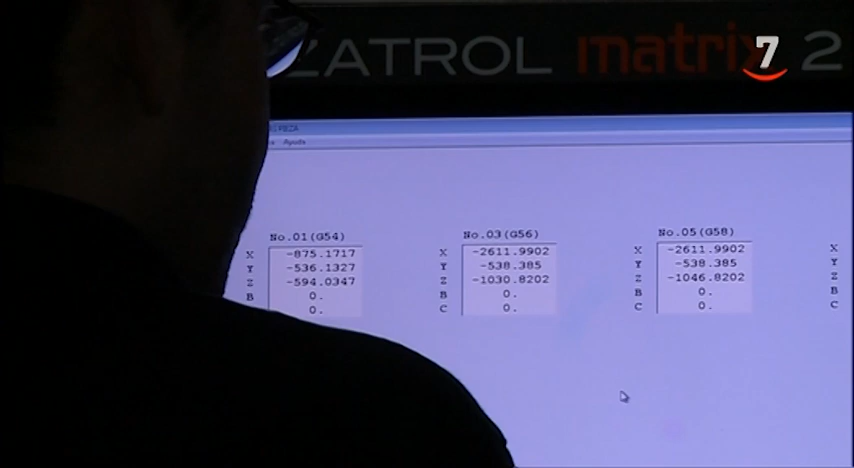 ZATROL matrix 2
7
PIEZA
Ayuda
No.01(G54) No.03(G56) No.05(G58)
X -875.1717 X -2611.9902 X -2611.9902 X
Y -536.1327 Y -538.385 Y -538.385 Y
Z -594.0347 Z -1030.8202 Z -1046.8202 Z
B 0. B 0. B 0. B
0. C 0. C 0. C